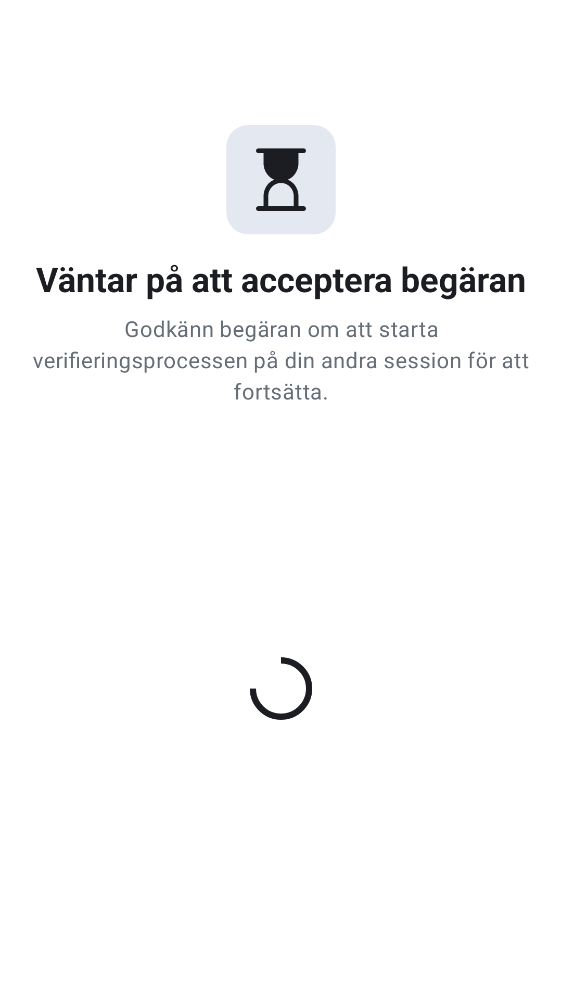 Väntar på att acceptera begäran
Godkänn begäran om att starta
verifieringsprocessen på din andra session för att
fortsätta.